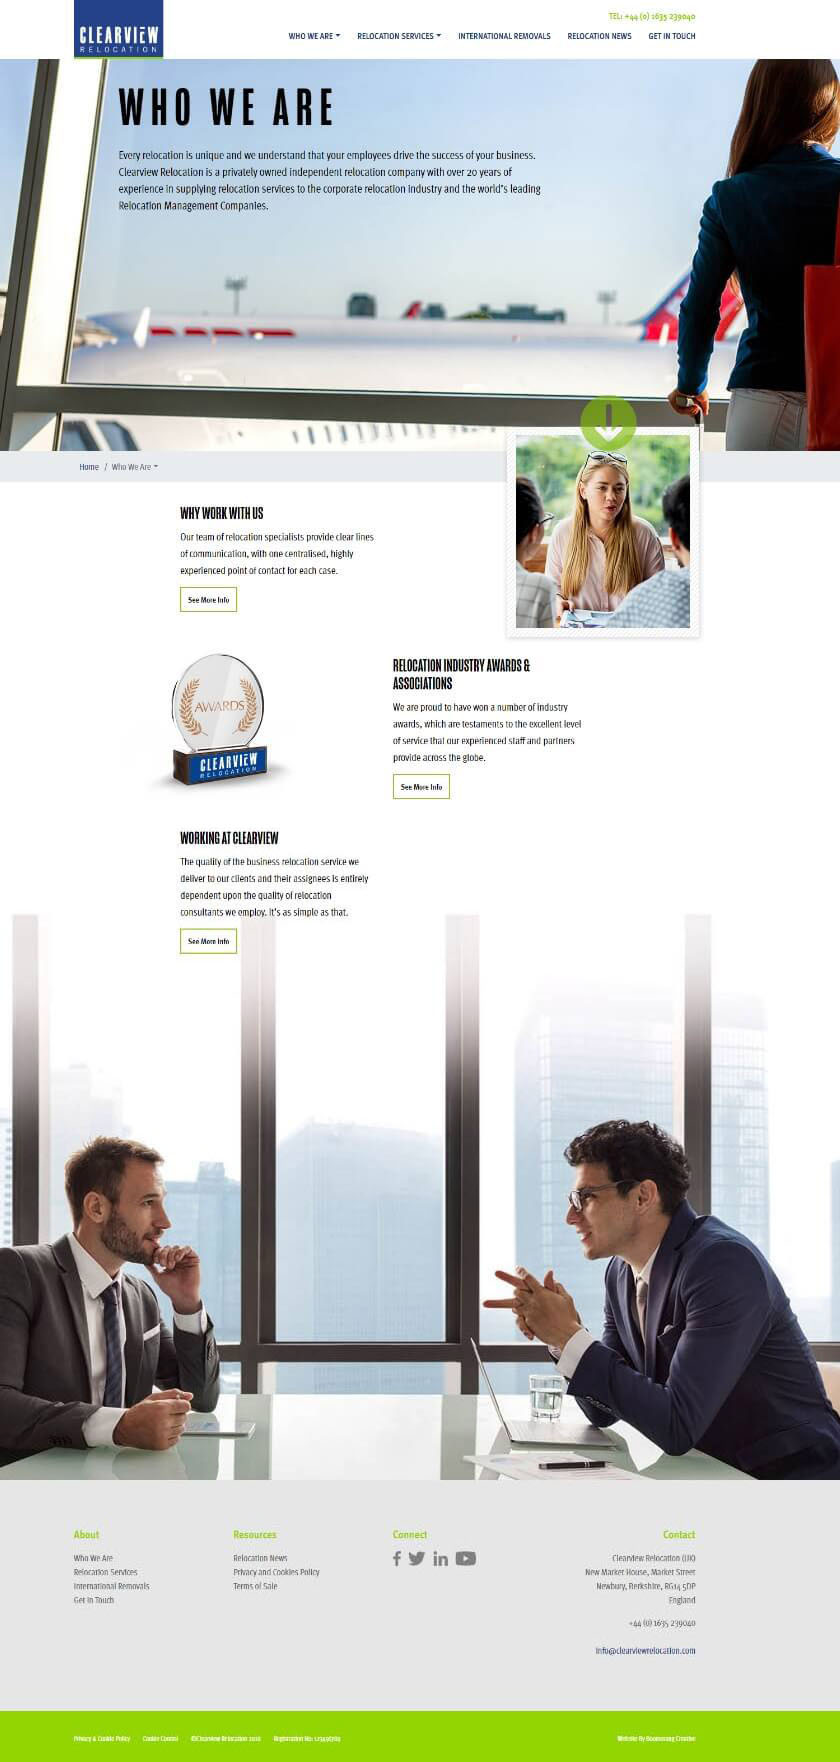 CLEARVIEW
RELOCATION
TEL: +44 (0) 1635 239040
WHO WE ARE
RELOCATION SERVICES
INTERNATIONAL REMOVALS
RELOCATION NEWS
GET IN TOUCH
WHO WE ARE
Every relocation is unique and we understand that your employees drive the success of your business.
Clearview Relocation is a privately owned independent relocation company with over 20 years of
experience in supplying relocation services to the corporate relocation industry and the world's leading
Relocation Management Companies.
Home / Who We Are
WHY WORK WITH US
Our team of relocation specialists provide clear lines
of communication, with one centralised, highly
experienced point of contact for each case.
See More Info
AWARDS
CLEARVIEW
RELOCATION
RELOCATION INDUSTRY AWARDS &
ASSOCIATIONS
We are proud to have won a number of industry
awards, which are testaments to the excellent level
of service that our experienced staff and partners
provide across the globe.
See More Info
WORKING AT CLEARVIEW
The quality of the business relocation service we
deliver to our clients and their assignees is entirely
dependent upon the quality of relocation
consultants we employ. It's as simple as that.
See More Info
About
Who We Are
Relocation Services
International Removals
Get In Touch
Resources
Relocation News
Privacy and Cookies Policy
Terms of Sale
Connect
Contact
Clearview Relocation (UK)
New Market House, Market Street
Newbury, Berkshire, RG14 5DP
England
+44 (0) 1635 239040
info@clearviewrelocation.com
Privacy & Cookie Policy
Cookie Consent
©Clearview Relocation
Registration No:
Website By Boomerang Creative